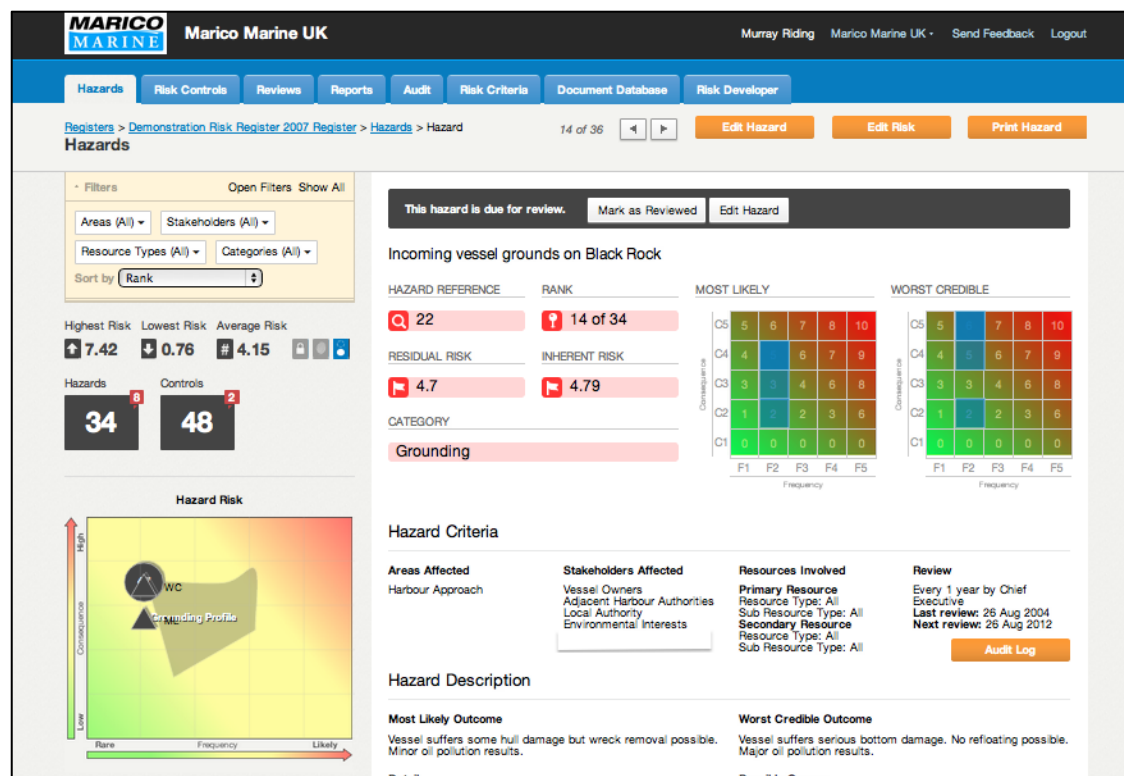 MARICO
MARINE
Marico Marine UK
Murray Riding Marico Marine UK Send Feedback Logout
Hazards Risk Controls Reviews Reports Audit Risk Criteria Document Database Risk Developer
Registers > Demonstration Risk Register 2007 Register > Hazards > Hazard
14 of 36
Edit Hazard Edit Risk Print Hazard
Hazards
Filters Open Filters Show All
Areas (All) Stakeholders (All)
Resource Types (All) Categories (All)
Sort by Rank
Highest Risk Lowest Risk Average Risk
7.42 0.76 # 4.15
Hazards Controls
34 8 48 2
Hazard Risk
High
Consequence
Low
WC
ML
Grounding Profile
Rare Frequency Likely
This hazard is due for review. Mark as Reviewed Edit Hazard
Incoming vessel grounds on Black Rock
HAZARD REFERENCE RANK
22 14 of 34
RESIDUAL RISK INHERENT RISK
4.7 4.79
CATEGORY
Grounding
MOST LIKELY
Consequence
C5 5 6 7 8 10
C4 4 6 7 9
C3 3 3 4 6 8
C2 1 2 2 3 6
C1 0 0 0 0 0
F1 F2 F3 F4 F5
Frequency
WORST CREDIBLE
Consequence
C5 5 7 8 10
C4 4 5 6 7 9
C3 3 3 4 6 8
C2 1 2 2 3 6
C1 0 0 0 0 0
F1 F2 F3 F4 F5
Frequency
Hazard Criteria
Areas Affected
Harbour Approach
Stakeholders Affected
Vessel Owners
Adjacent Harbour Authorities
Local Authority
Environmental Interests
Resources Involved
Primary Resource
Resource Type: All
Sub Resource Type: All
Secondary Resource
Resource Type: All
Sub Resource Type: All
Review
Every 1 year by Chief
Executive
Last review: 26 Aug 2004
Next review: 26 Aug 2012
Audit Log
Hazard Description
Most Likely Outcome
Vessel suffers some hull damage but wreck removal possible.
Minor oil pollution results.
Worst Credible Outcome
Vessel suffers serious bottom damage. No refloating possible.
Major oil pollution results.